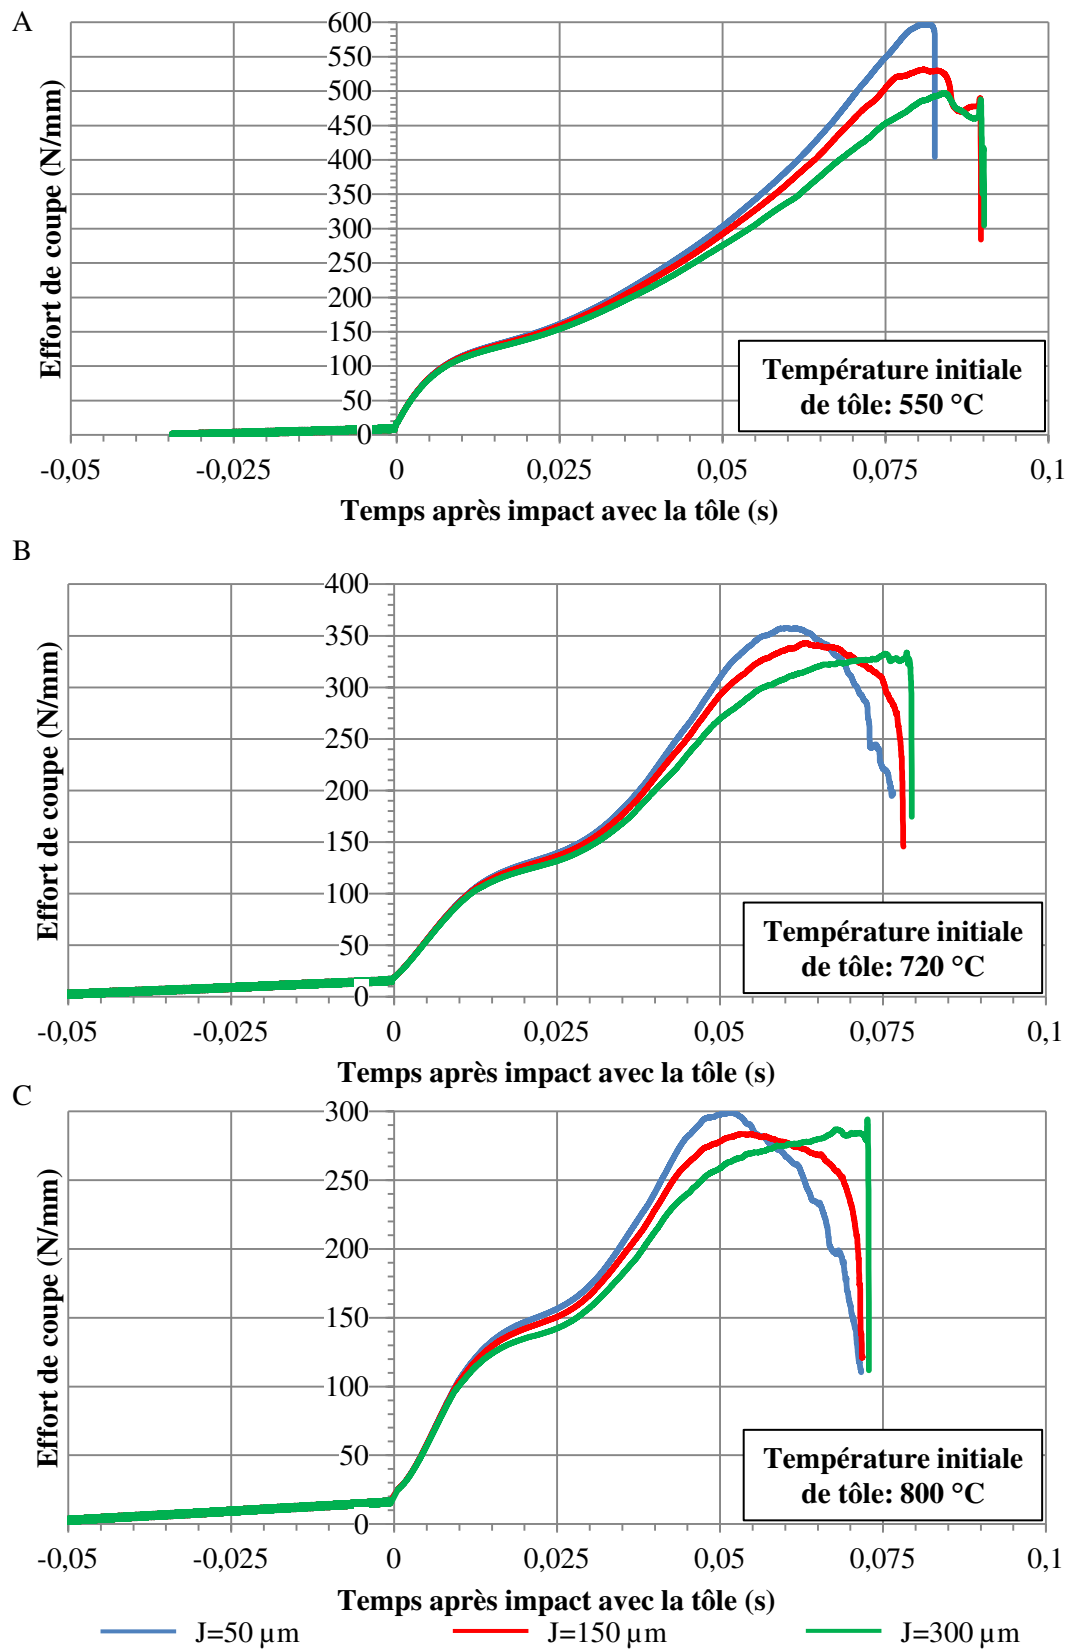 A
600
550
500
450
400
350
300
250
200
150
100
50
0
Effort de coupe (N/mm)
Température initiale
de tôle: 550 °C
-0,05 -0,025 0 0,025 0,05 0,075 0,1
Temps après impact avec la tôle (s)
B
400
350
300
250
200
150
100
50
0
Effort de coupe (N/mm)
Température initiale
de tôle: 720 °C
-0,05 -0,025 0 0,025 0,05 0,075 0,1
Temps après impact avec la tôle (s)
C
300
250
200
150
100
50
0
Effort de coupe (N/mm)
Température initiale
de tôle: 800 °C
-0,05 -0,025 0 0,025 0,05 0,075 0,1
Temps après impact avec la tôle (s)
J=50 µm J=150 µm J=300 µm